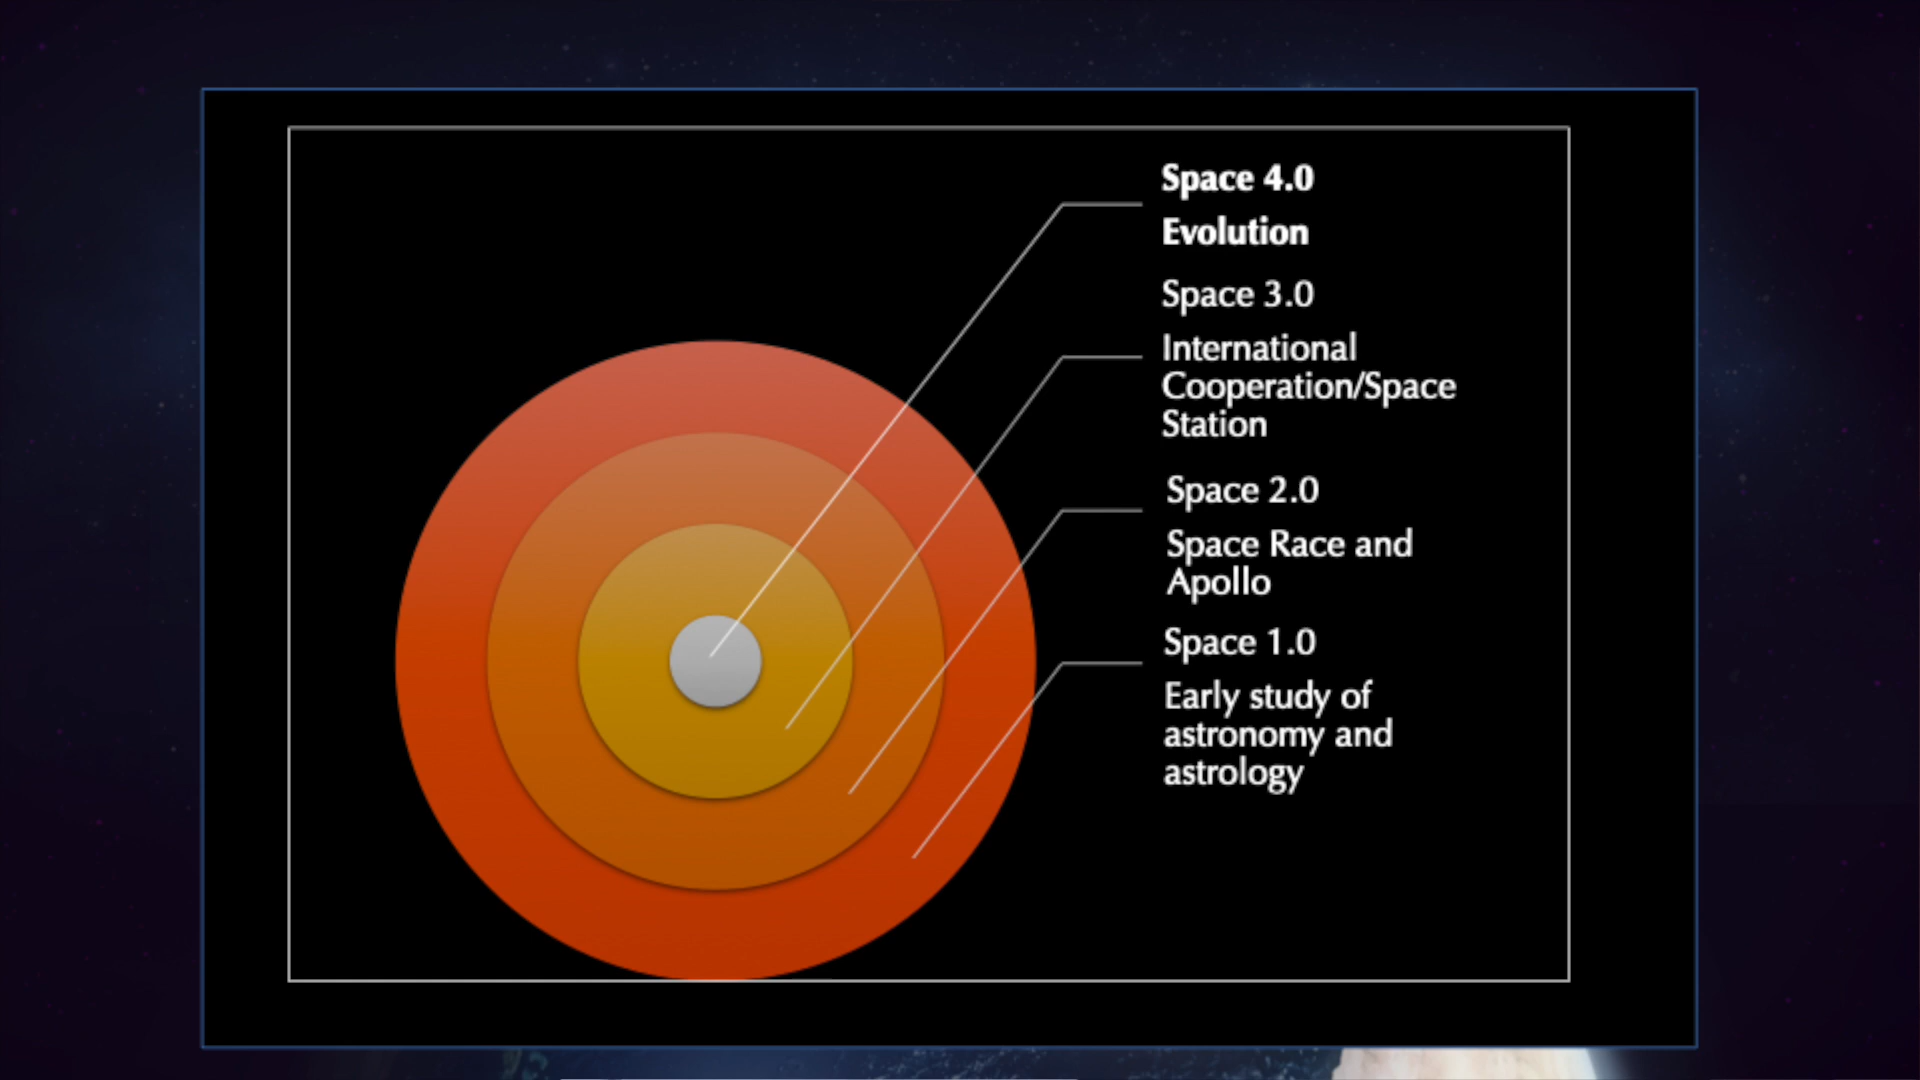 Space 4.0
Evolution
Space 3.0
International
Cooperation/Space
Station
Space 2.0
Space Race and
Apollo
Space 1.0
Early study of
astronomy and
astrology